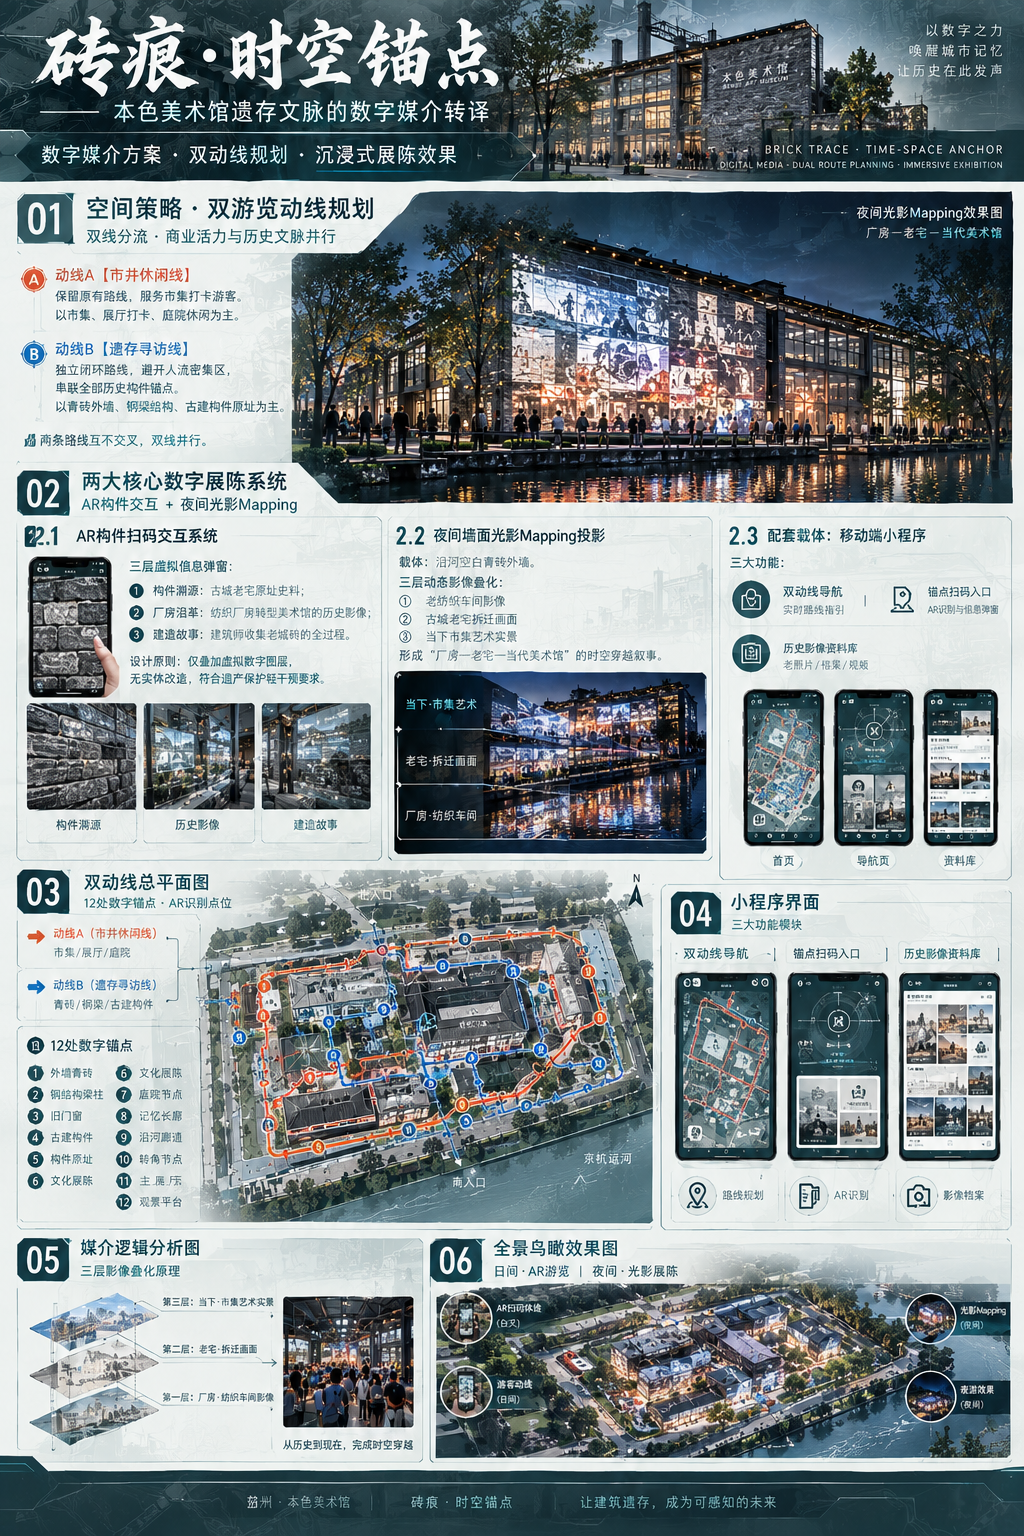 砖痕·时空锚点
本色美术馆遗存文脉的数字媒介转译
数字媒介方案 · 双动线规划 · 沉浸式展陈效果
以数字之力
唤醒城市记忆
让历史在此发声
本色美术馆
BRICK TRACE · TIME-SPACE ANCHOR
DIGITAL MEDIA · DUAL ROUTE PLANNING · IMMERSIVE EXHIBITION
01 空间策略 · 双游览动线规划
双线分流 · 商业活力与历史文脉并行
A 动线A【市井休闲线】
保留原有路线，服务市集打卡游客。
以市集、展厅打卡、庭院休闲为主。
B 动线B【遗存寻访线】
独立闭环路线，避开人流密集区，
串联全部历史构件锚点。
以青砖外墙、钢梁结构、古建构件原址为主。
两条路线互不交叉，双线并行。
夜间光影Mapping效果图
厂房—老宅—当代美术馆
02 两大核心数字展陈系统
AR构件交互 + 夜间光影Mapping
2.1 AR构件扫码交互系统
三层虚拟信息弹窗：
1 构件溯源：古城老宅原址史料；
2 厂房沿革：纺织厂房转型美术馆的历史影像；
3 建造故事：建筑师收集老城砖的全过程。
设计原则：仅叠加虚拟数字图层，
无实体改造，符合遗产保护轻干预要求。
构件溯源
历史影像
建造故事
2.2 夜间墙面光影Mapping投影
载体：沿河空白青砖外墙。
三层动态影像叠化：
① 老纺织车间影像
② 古城老宅拆迁画面
③ 当下市集艺术实景
形成“厂房—老宅—当代美术馆”的时空穿越叙事。
当下·市集艺术
老宅·拆迁画面
厂房·纺织车间
2.3 配套载体：移动端小程序
三大功能：
双动线导航
实时路线指引
锚点扫码入口
AR识别与信息弹窗
历史影像资料库
首页
导航页
资料库
03 双动线总平面图
12处数字锚点 · AR识别点位
动线A（市井休闲线）
市集/展厅/庭院
动线B（遗存寻访线）
青砖/钢梁/古建构件
12处数字锚点
1 外墙青砖
2 钢结构梁柱
3 旧门窗
4 古建构件
5 构件原址
6 文化展陈
6 文化展陈
7 庭院节点
8 记忆长廊
9 沿河廊道
10 转角节点
11 主展厅
12 观景平台
北入口
N
京杭运河
南入口
04 小程序界面
三大功能模块
双动线导航
锚点扫码入口
历史影像资料库
路线规划
AR识别
影像档案
05 媒介逻辑分析图
三层影像叠化原理
第三层：当下·市集艺术实景
第二层：老宅·拆迁画面
第一层：厂房·纺织车间影像
从历史到现在，完成时空穿越
06 全景鸟瞰效果图
日间·AR游览 | 夜间·光影展陈
AR扫码体验
游客动线
（日间）
光影Mapping
（夜间）
夜游效果
（夜间）
本色美术馆
砖痕 · 时空锚点
让建筑遗存，成为可感知的未来